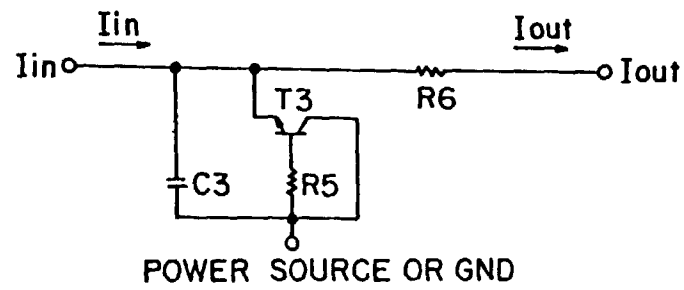 Iin
Iout
Iin
Iout
T3
R6
C3
R5
POWER SOURCE OR GND